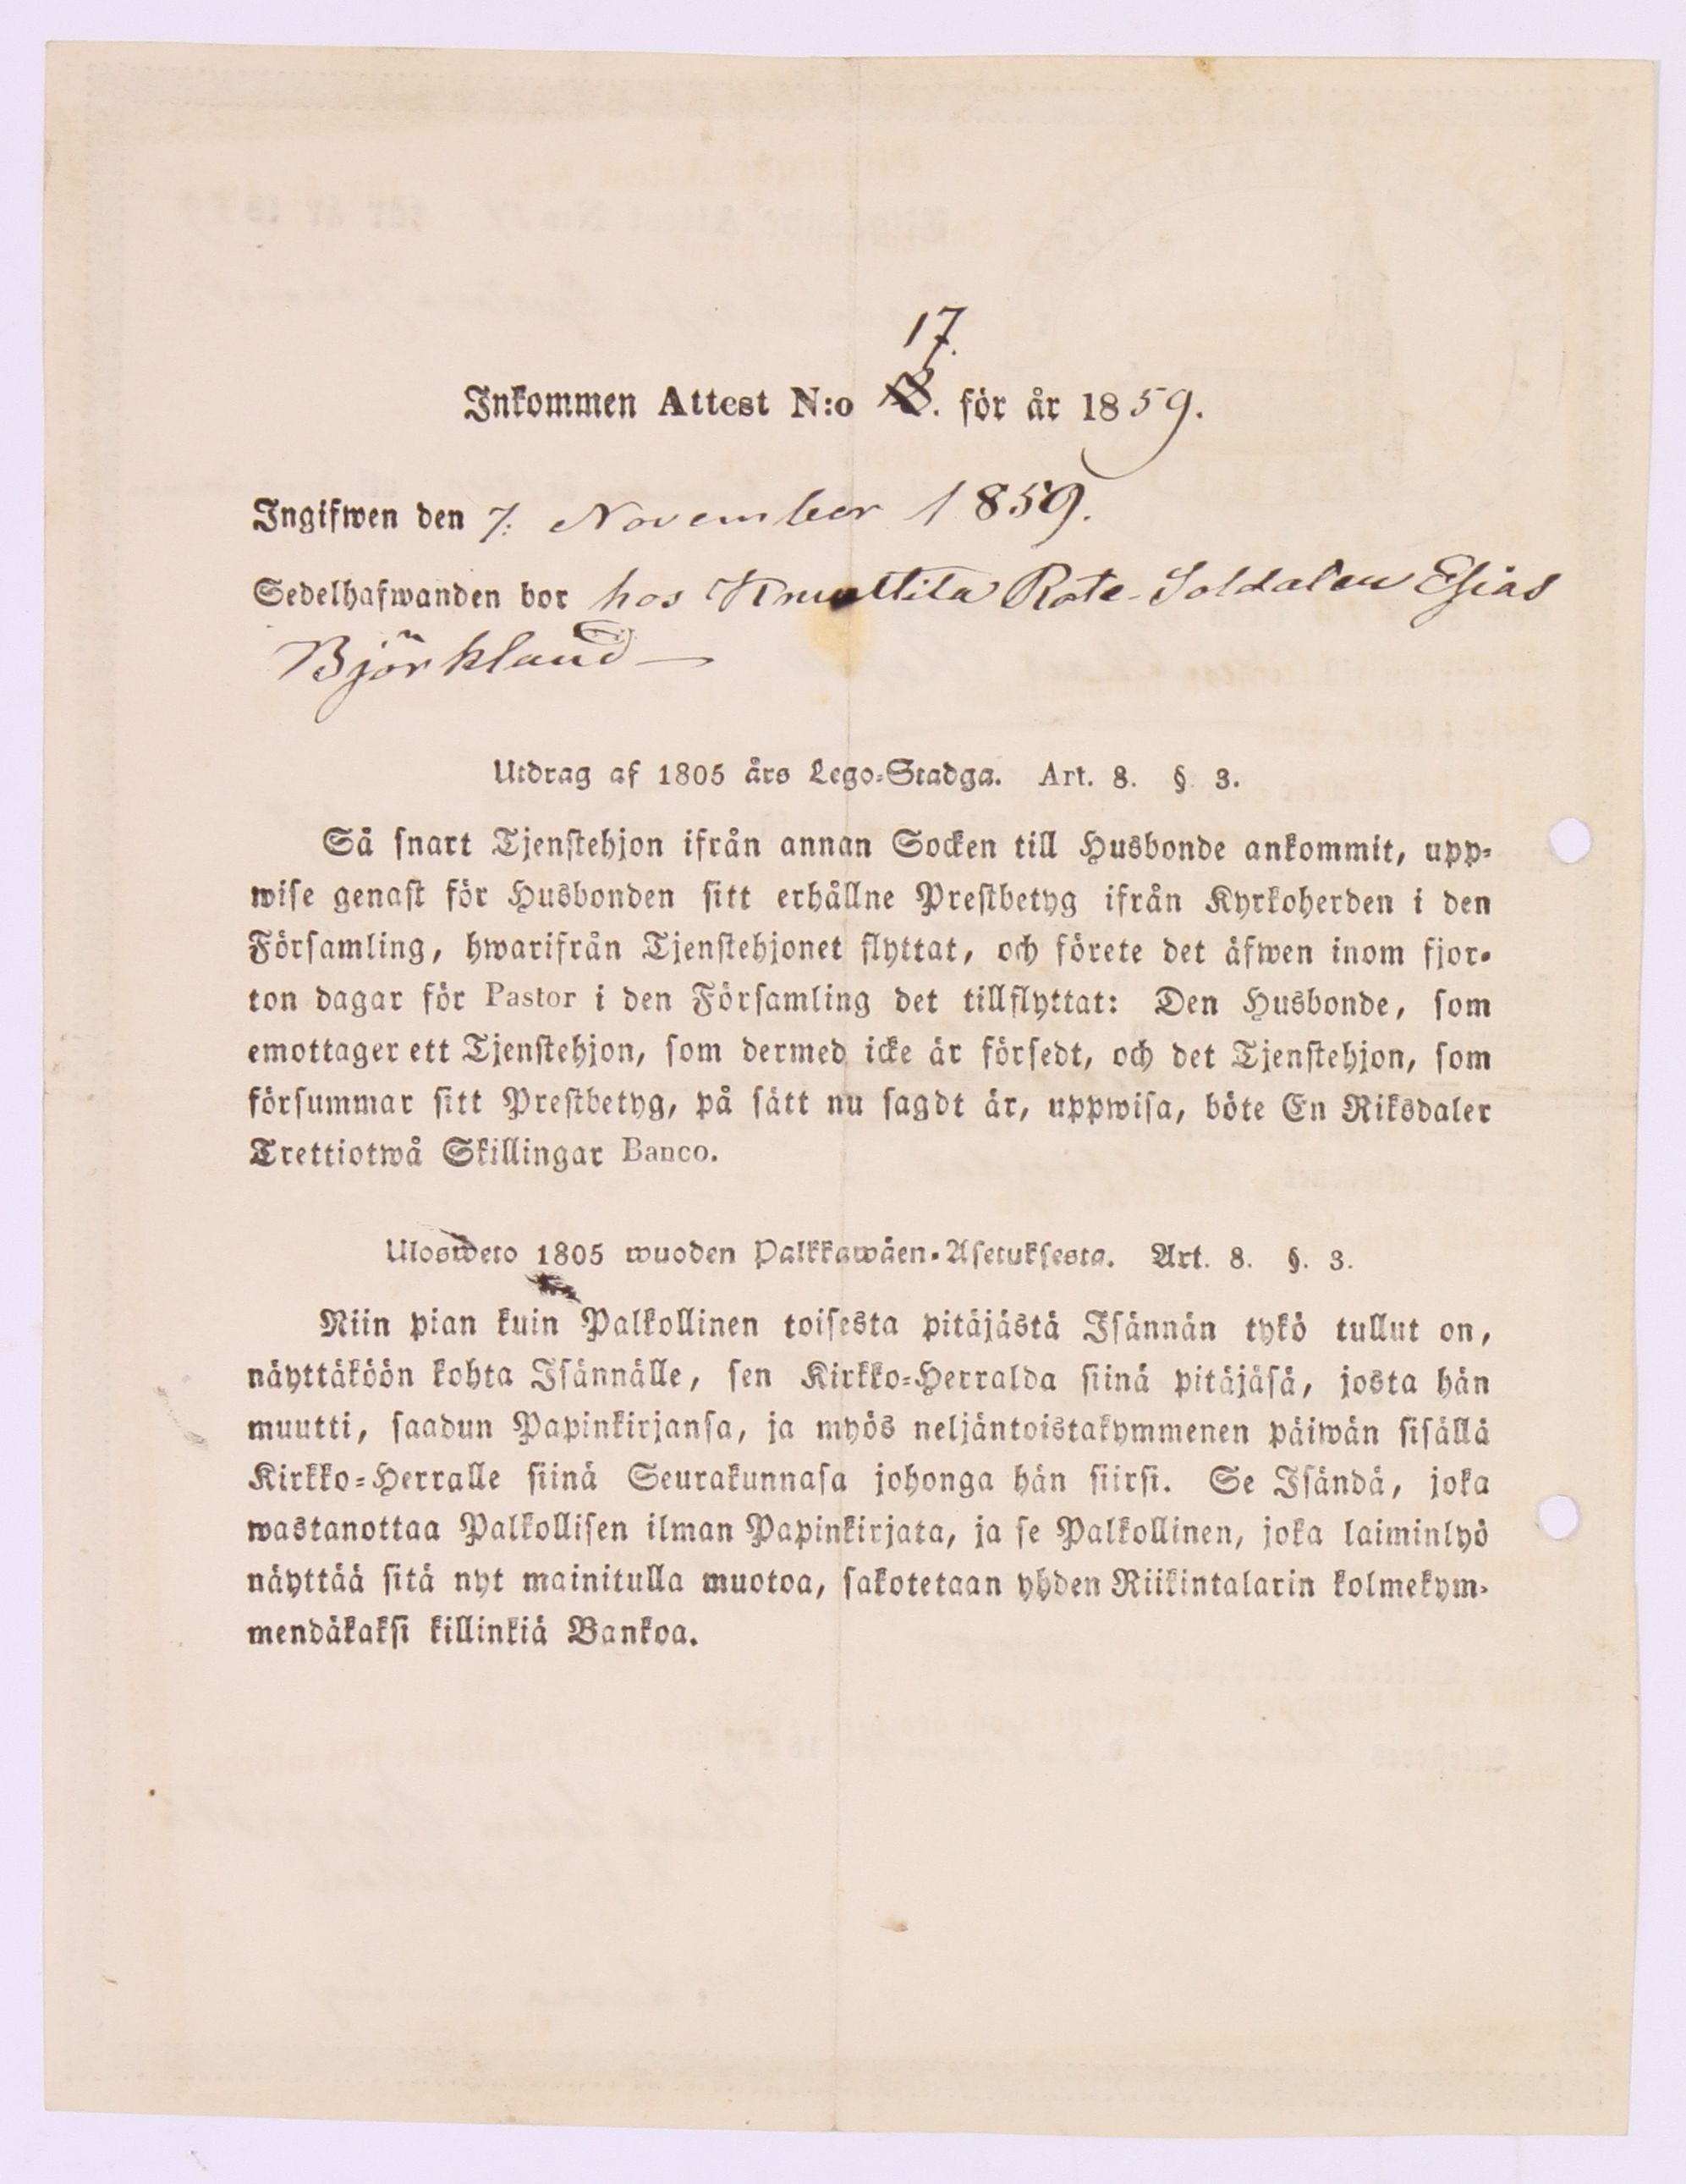 17.
Inkommen Attest N:o 18. för år 1859.
Ingifwen den 7. November 1859.
Sedelhafwanden bor hos Rote-Soldaten Esias
Björklund
Utdrag af 1805 års Lego-Stadga. Art. 8. § 3.
Så snart Tjenstehjon ifrån annan Socken till Husbonde ankommit, upp-
wise genast för Husbonden sitt erhållne Prestbetyg ifrån Kyrkoherden i den
Församling, hwarifrån Tjenstehjonet flyttat, och förete det äfwen inom fjor-
ton dagar för Pastor i den Församling det tillflyttat: Den Husbonde, som
emottager ett Tjenstehjon, som dermed icke är försedt, och det Tjenstehjon, som
försummar sitt Prestbetyg, på sätt nu sagdt är, uppwisa, böte En Riksdaler
Trettiotwå Skillingar Banco.
Ulosweto 1805 wuoden Palkkawäen-Asetuksesta. Art. 8. §. 3.
Niin pian kuin Palkollinen toisesta pitäjästä Isännän tykö tullut on,
näyttäköön kohta Isännälle, sen Kirkko-Herralda siinä pitäjäsä, josta hän
muutti, saadun Papinkirjansa, ja myös neljäntoistakymmenen päiwän sisällä
Kirkko-Herralle siinä Seurakunnasa johonga hän siirsi. Se Isändä, joka
wastanottaa Palkollisen ilman Papinkirjata, ja se Palkollinen, joka laiminlyö
näyttää sitä nyt mainitulla muotoa, sakotetaan yhden Riikintalarin kolmekym-
mendäkaksi killinkiä Bankoa.